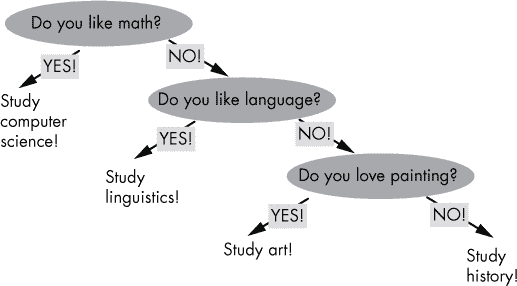 Do you like math?
YES!
NO!
Study
computer
science!
Do you like language?
YES!
NO!
Study
linguistics!
Do you love painting?
YES!
NO!
Study art!
Study
history!